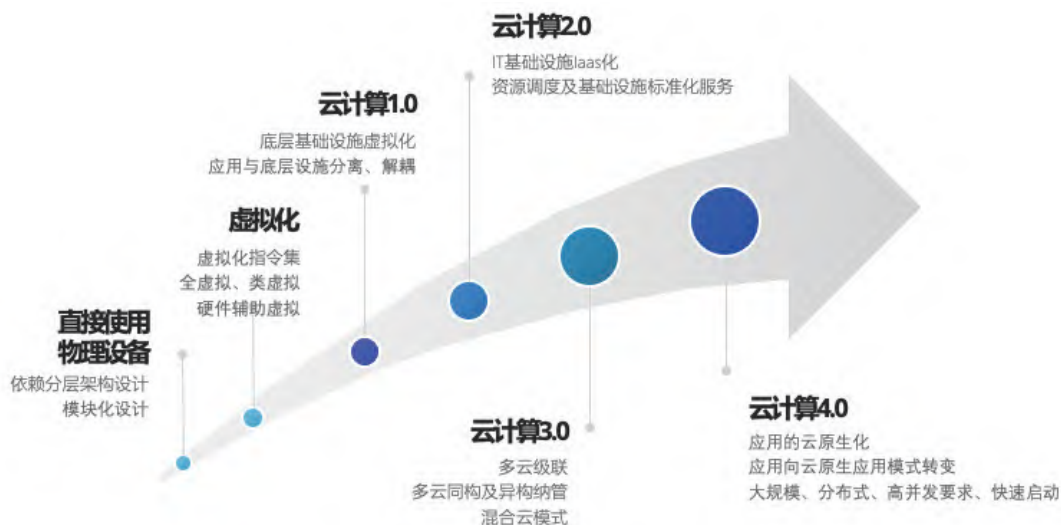 直接使用
物理设备
依赖分层架构设计
模块化设计
虚拟化
虚拟化指令集
全虚拟、类虚拟
硬件辅助虚拟
云计算1.0
底层基础设施虚拟化
应用与底层设施分离、解耦
云计算2.0
IT基础设施Iaas化
资源调度及基础设施标准化服务
云计算3.0
多云级联
多云同构及异构纳管
混合云模式
云计算4.0
应用的云原生化
应用向云原生应用模式转变
大规模、分布式、高并发要求、快速启动